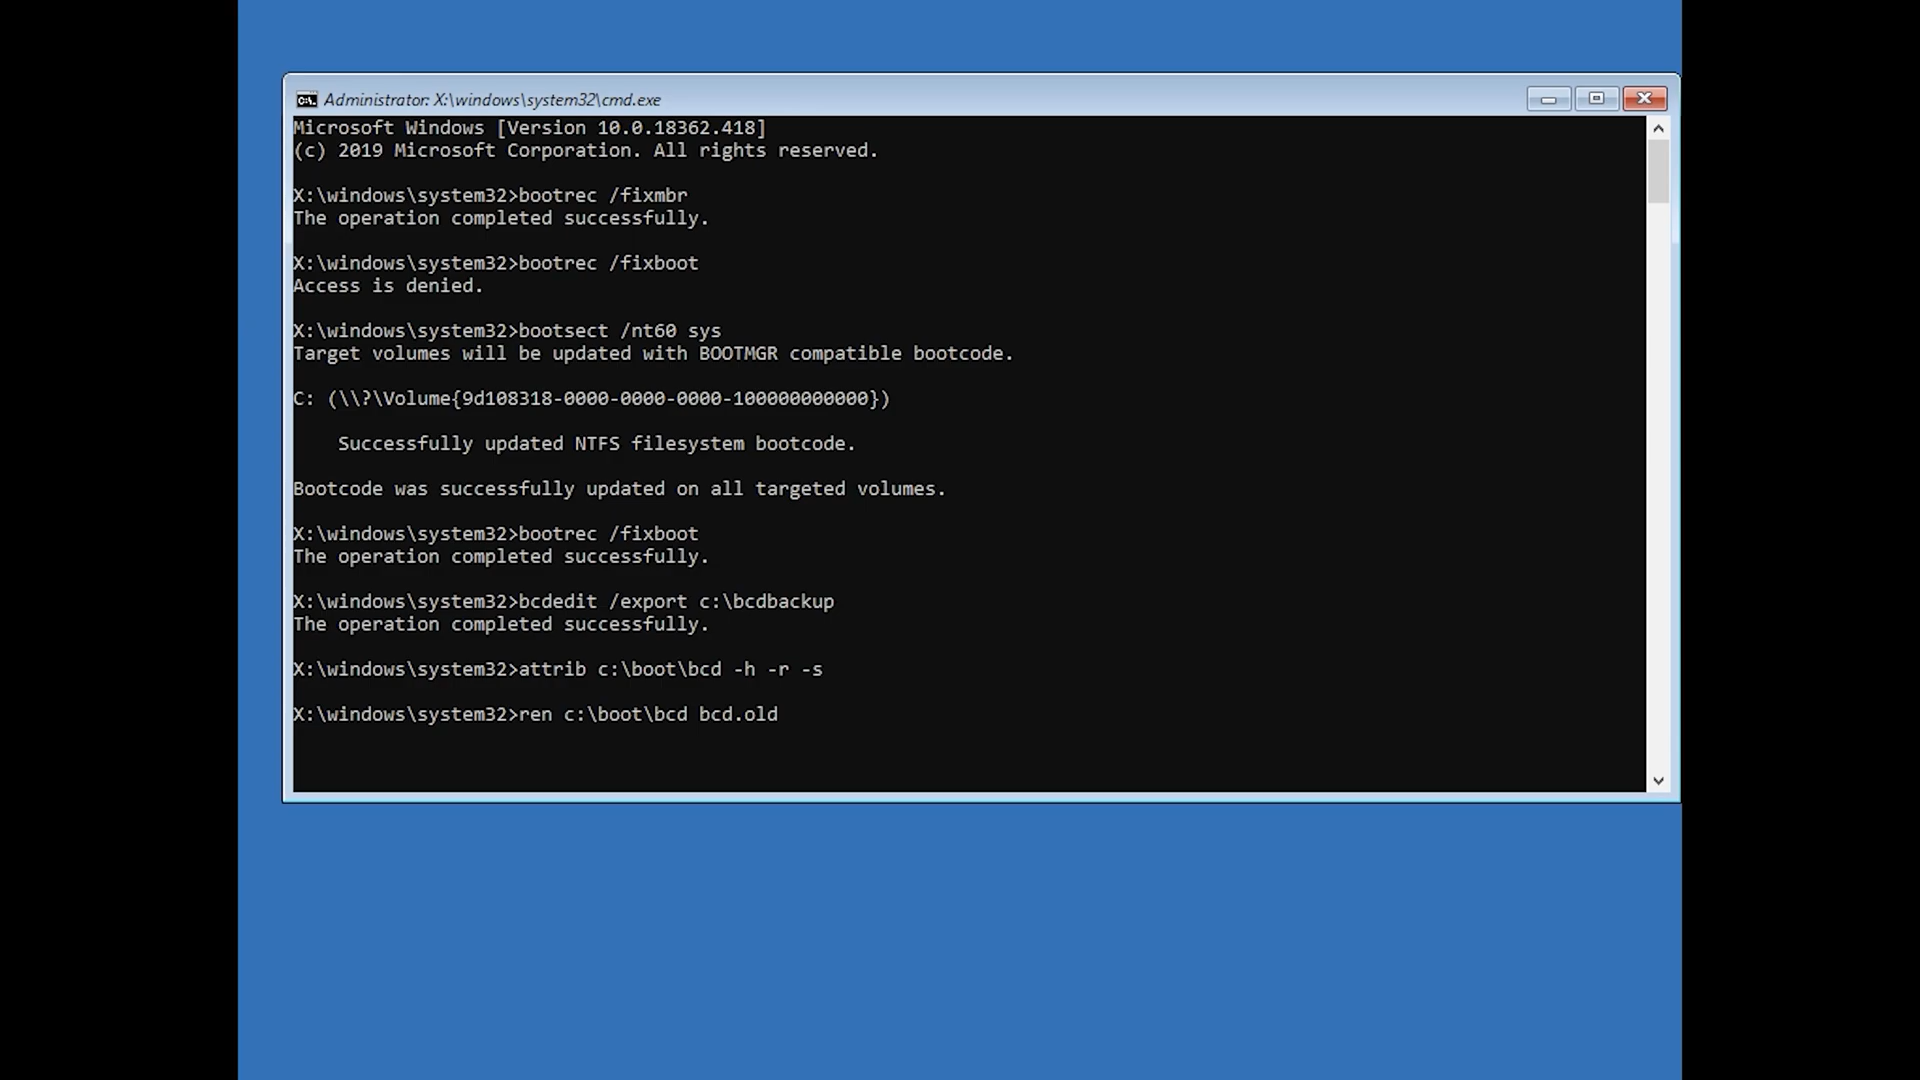 Administrator: X:\windows\system32\cmd.exe
Microsoft Windows [Version 10.0.18362.418]
(c) 2019 Microsoft Corporation. All rights reserved.
X:\windows\system32>bootrec /fixmbr
The operation completed successfully.
X:\windows\system32>bootrec /fixboot
Access is denied.
X:\windows\system32>bootsect /nt60 sys
Target volumes will be updated with BOOTMGR compatible bootcode.
C: (\\?\Volume{9d108318-0000-0000-0000-100000000000})
Successfully updated NTFS filesystem bootcode.
Bootcode was successfully updated on all targeted volumes.
X:\windows\system32>bootrec /fixboot
The operation completed successfully.
X:\windows\system32>bcdedit /export c:\bcdbackup
The operation completed successfully.
X:\windows\system32>attrib c:\boot\bcd -h -r -s
X:\windows\system32>ren c:\boot\bcd bcd.old